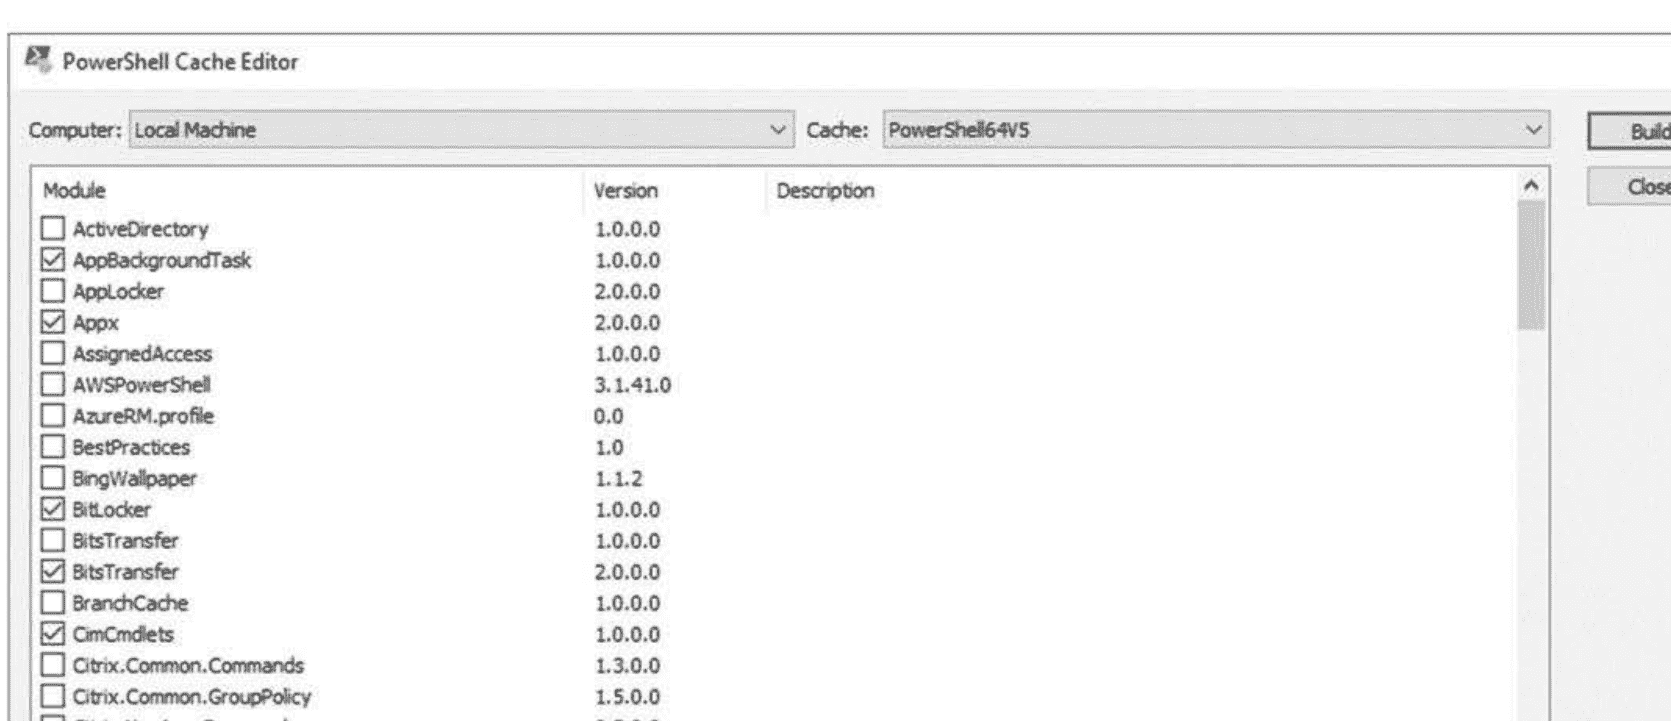 PowerShell Cache Editor
Computer: Local Machine Cache: PowerShell64V5 Build
Close
Module Version Description
ActiveDirectory 1.0.0.0
AppBackgroundTask 1.0.0.0
AppLocker 2.0.0.0
Appx 2.0.0.0
AssignedAccess 1.0.0.0
AWSPowerShell 3.1.41.0
AzureRM.profile 0.0
BestPractices 1.0
BingWallpaper 1.1.2
BitLocker 1.0.0.0
BitsTransfer 1.0.0.0
BitsTransfer 2.0.0.0
BranchCache 1.0.0.0
CimCmdlets 1.0.0.0
Citrix.Common.Commands 1.3.0.0
Citrix.Common.GroupPolicy 1.5.0.0